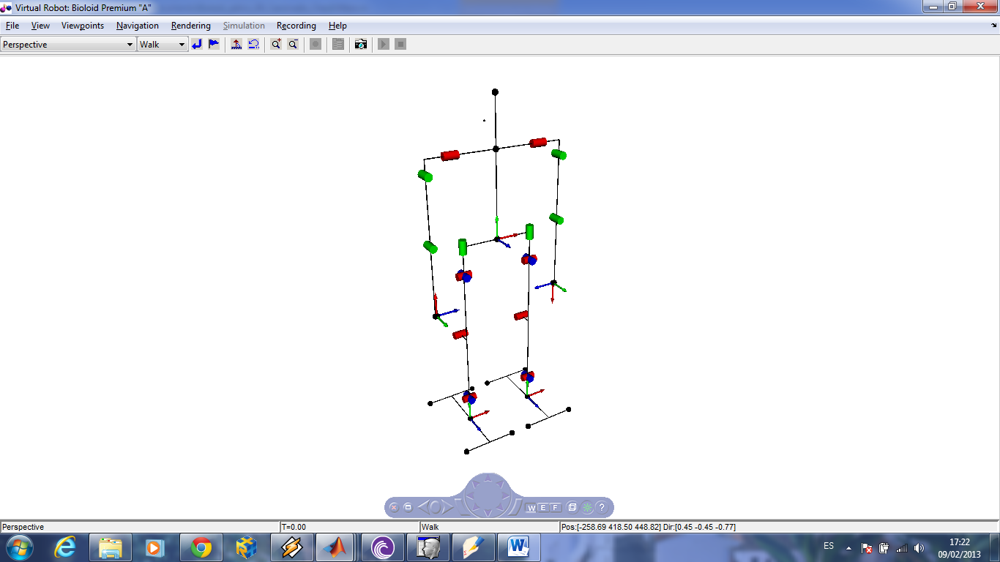 Virtual Robot: Bioloid Premium "A"
File View Viewpoints Navigation Rendering Simulation Recording Help
Perspective Walk
W E F ?
Perspective T=0.00 Walk Pos:[-258.69 418.50 448.82] Dir:[0.45 -0.45 -0.77]
ES 17:22
09/02/2013